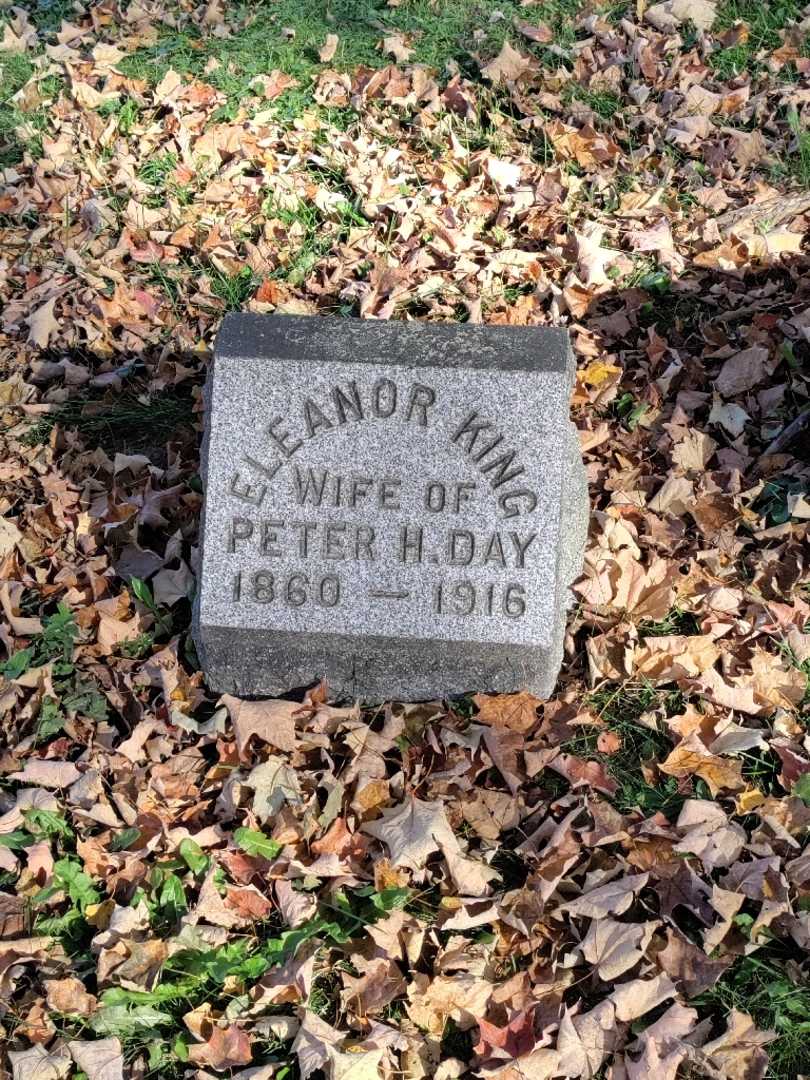 ELEANOR KING
WIFE OF
PETER H. DAY
1860 — 1916